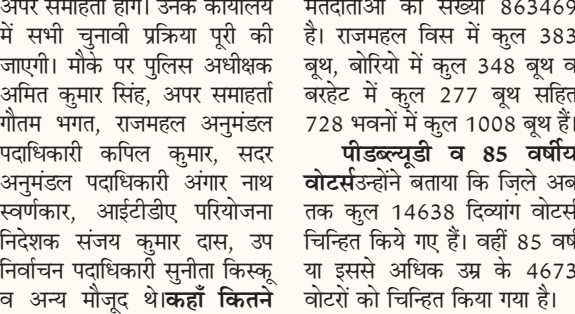 अपर समाहर्ता होंगे। उनके कार्यालय
में सभी चुनावी प्रक्रिया पूरी की
जाएगी। मौके पर पुलिस अधीक्षक
अमित कुमार सिंह, अपर समाहर्ता
गौतम भगत, राजमहल अनुमंडल
पदाधिकारी कपिल कुमार, सदर
अनुमंडल पदाधिकारी अंगार नाथ
स्वर्णकार, आईटीडीए परियोजना
निदेशक संजय कुमार दास, उप
निर्वाचन पदाधिकारी सुनीता किस्कू
व अन्य मौजूद थे।कहाँ कितने
मतदाताओं की संख्या 863469
है। राजमहल विस में कुल 383
बूथ, बोरियो में कुल 348 बूथ व
बरहेट में कुल 277 बूथ सहित
728 भवनों में कुल 1008 बूथ हैं।
पीडब्ल्यूडी व 85 वर्षीय
वोटर्सउन्होंने बताया कि ज़िले अब
तक कुल 14638 दिव्यांग वोटर्स
चिन्हित किये गए हैं। वहीं 85 वर्ष
या इससे अधिक उम्र के 4673
वोटरों को चिन्हित किया गया है।